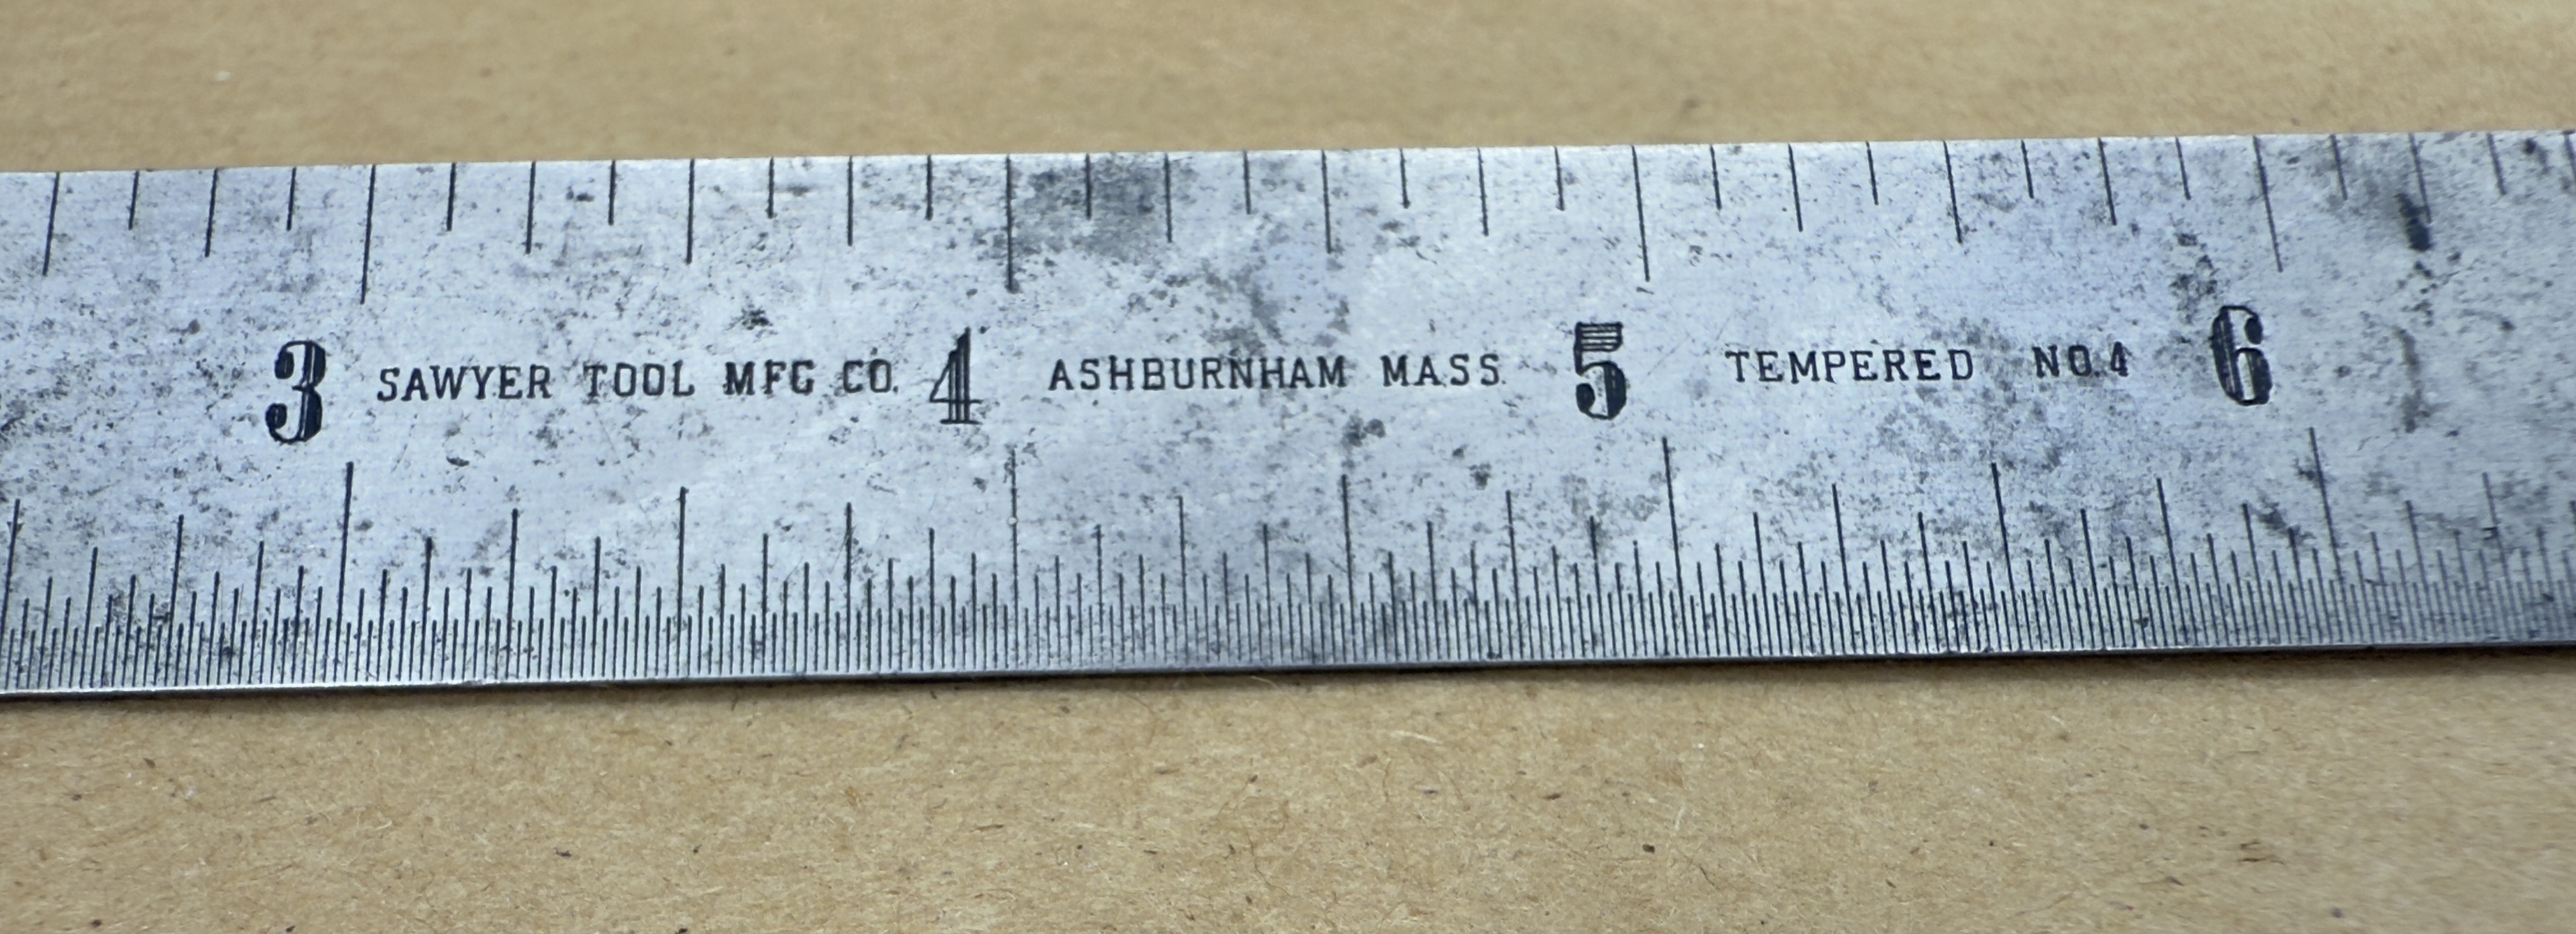 3 SAWYER TOOL MFG CO. 4 ASHBURNHAM MASS. 5 TEMPERED NO.4 6